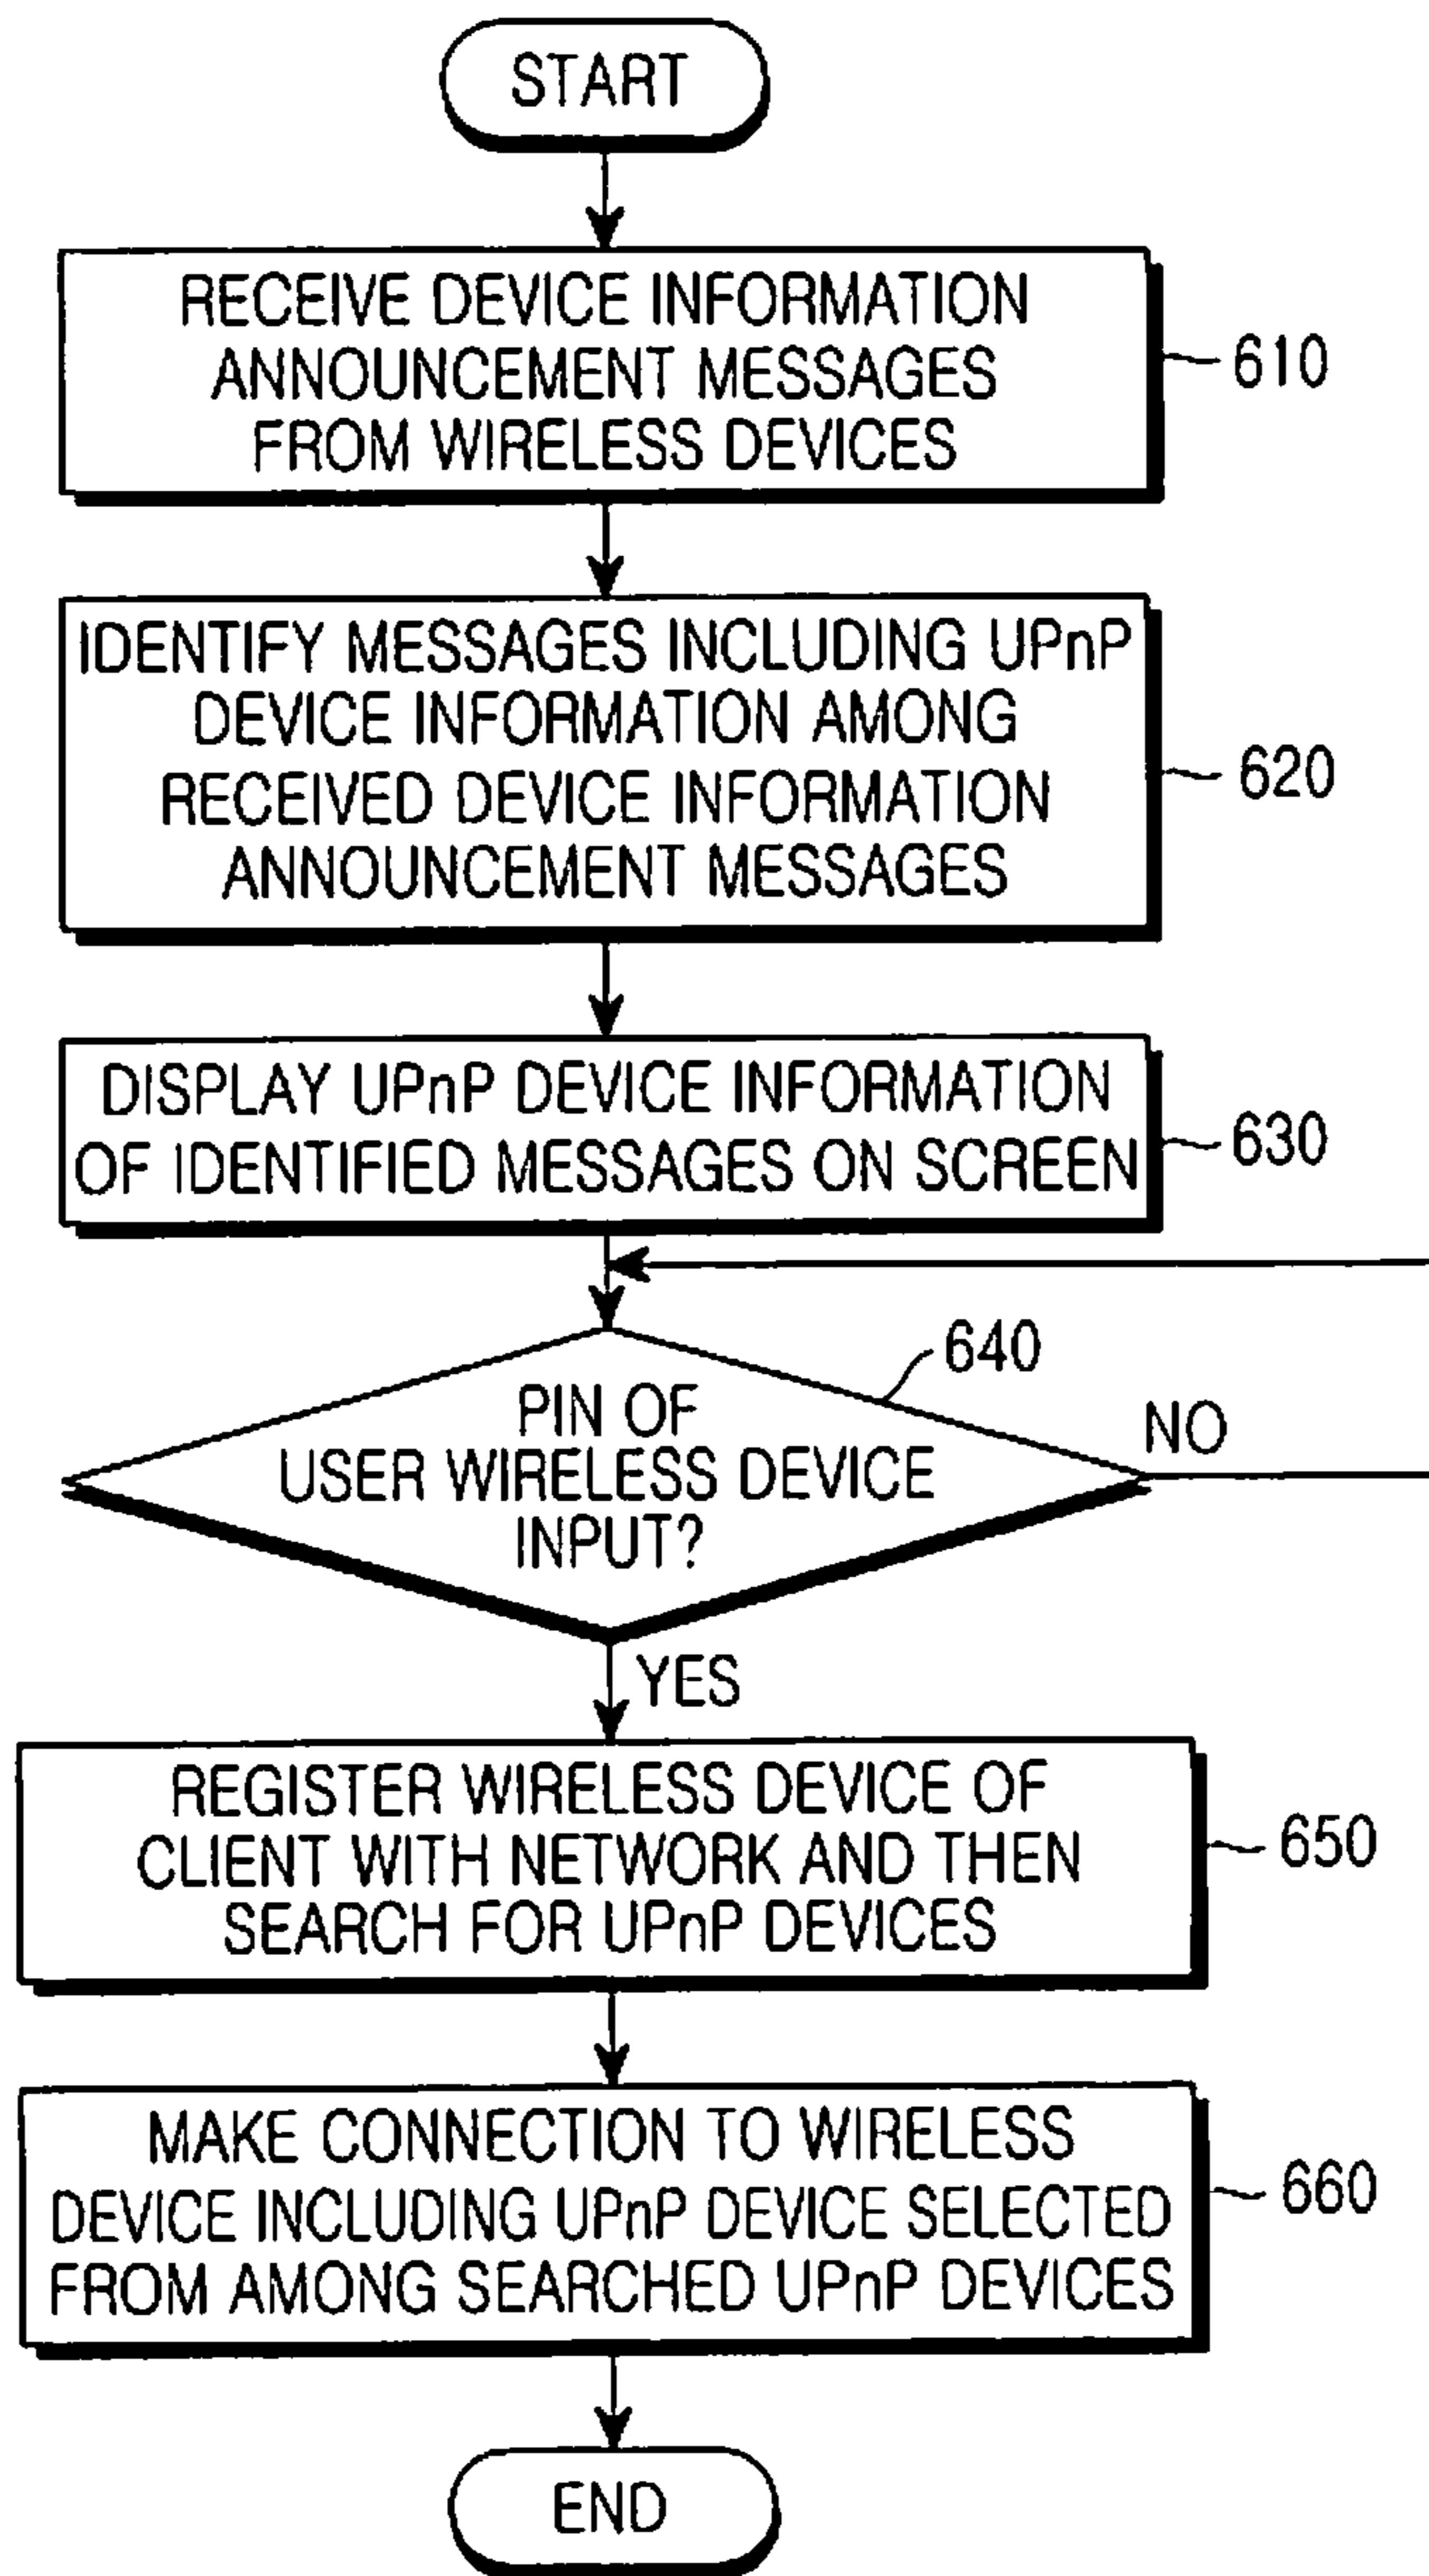 START
RECEIVE DEVICE INFORMATION
ANNOUNCEMENT MESSAGES
FROM WIRELESS DEVICES
610
IDENTIFY MESSAGES INCLUDING UPnP
DEVICE INFORMATION AMONG
RECEIVED DEVICE INFORMATION
ANNOUNCEMENT MESSAGES
620
DISPLAY UPnP DEVICE INFORMATION
OF IDENTIFIED MESSAGES ON SCREEN
630
640
PIN OF
USER WIRELESS DEVICE
INPUT?
NO
YES
REGISTER WIRELESS DEVICE OF
CLIENT WITH NETWORK AND THEN
SEARCH FOR UPnP DEVICES
650
MAKE CONNECTION TO WIRELESS
DEVICE INCLUDING UPnP DEVICE SELECTED
FROM AMONG SEARCHED UPnP DEVICES
660
END